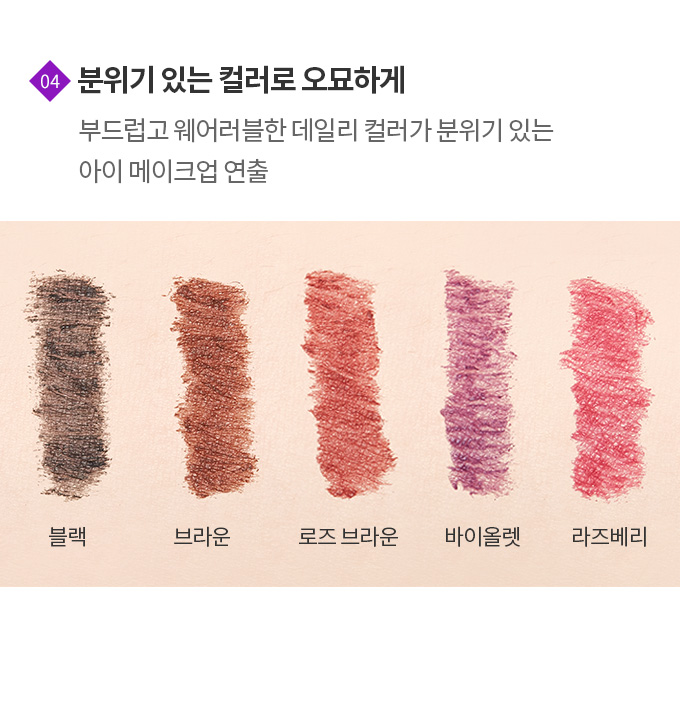 04 분위기 있는 컬러로 오묘하게
부드럽고 웨어러블한 데일리 컬러가 분위기 있는
아이 메이크업 연출
블랙 브라운 로즈 브라운 바이올렛 라즈베리